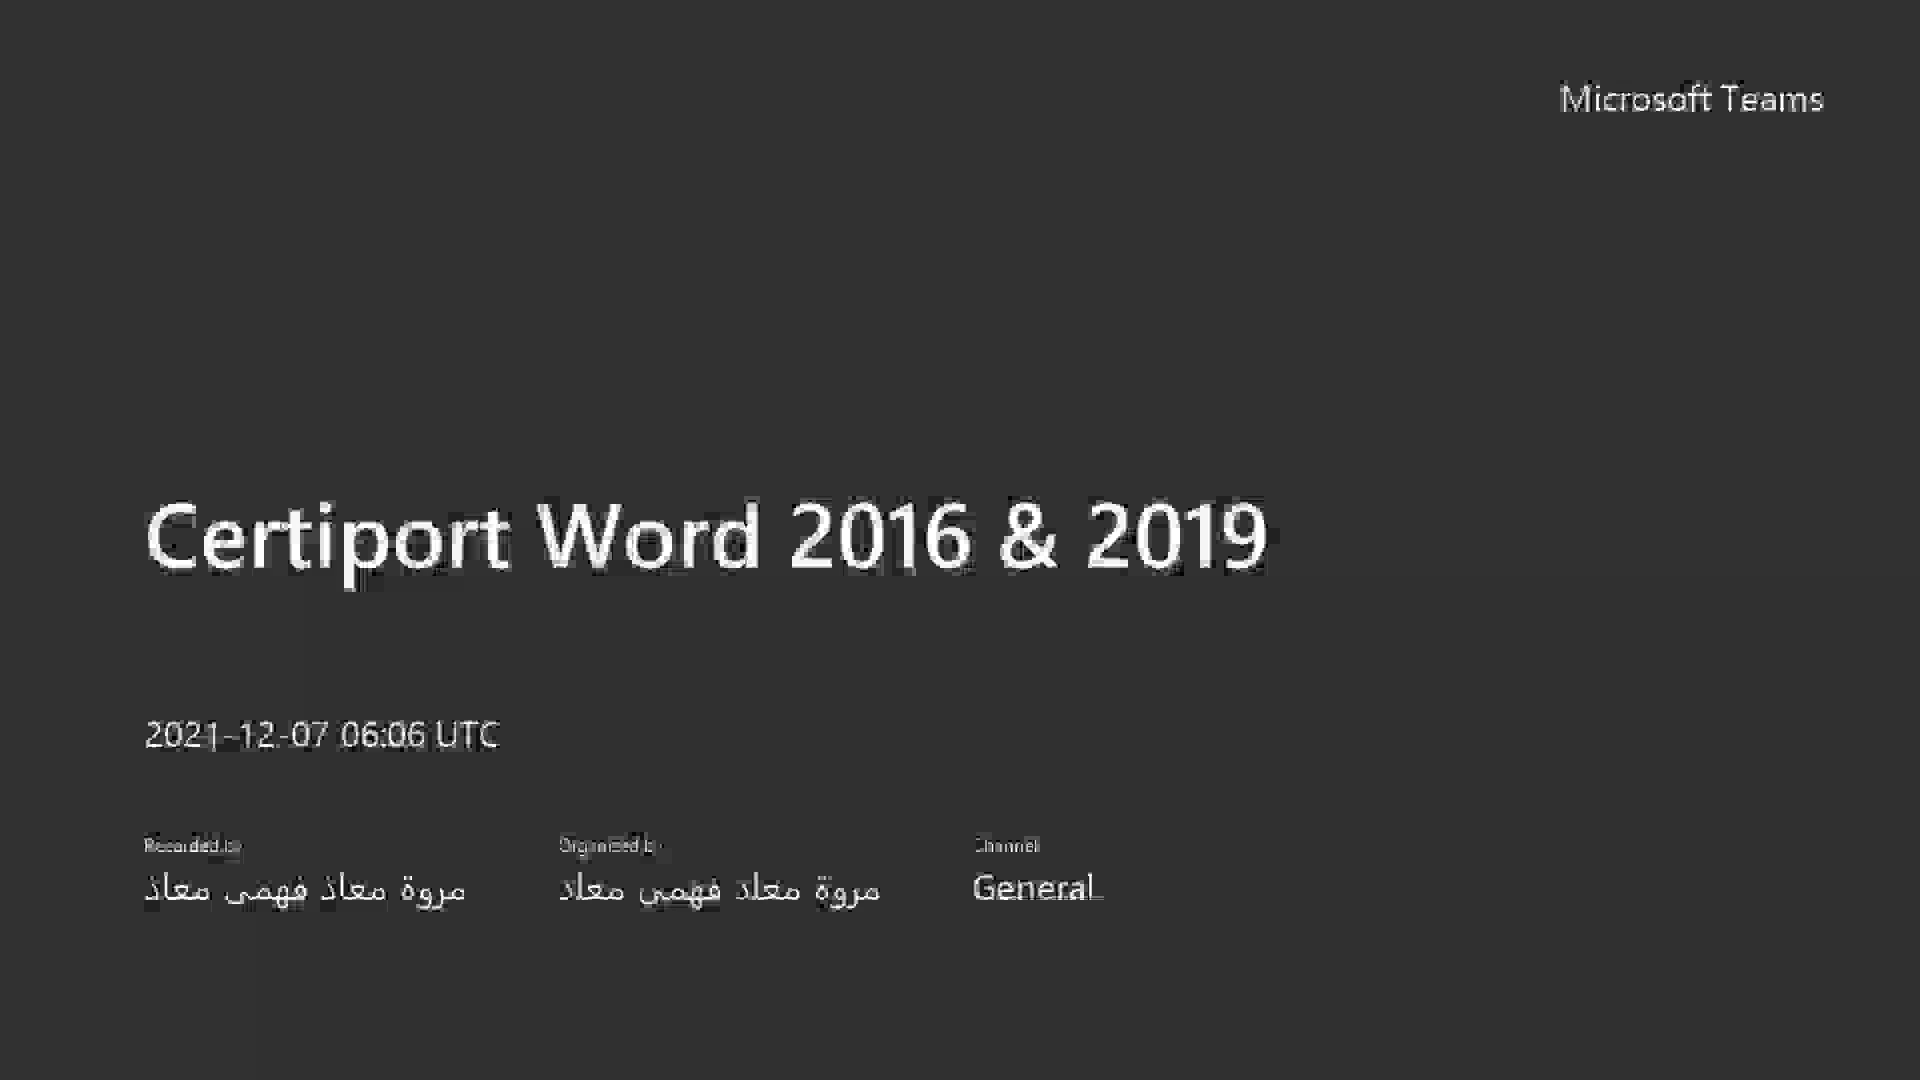 Microsoft Teams
Certiport Word 2016 & 2019
2021-12-07 06:06 UTC
Recorded by
Organized by
Channel
مروة معاذ فهمى معاذ
مروة معاذ فهمى معاذ
General